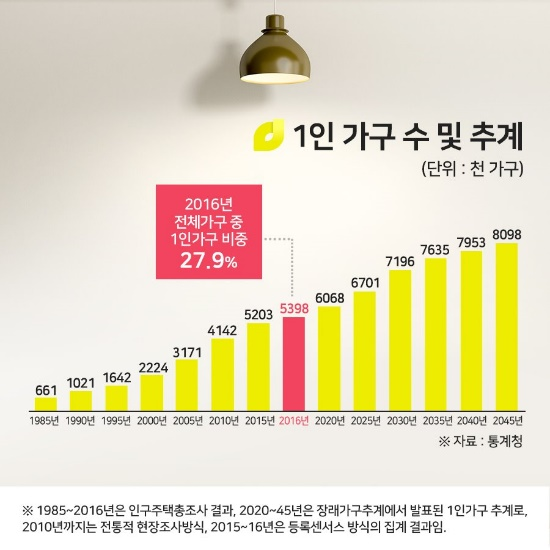 1인 가구 수 및 추계
(단위 : 천 가구)
2016년
전체가구 중
1인가구 비중
27.9%
661 1021 1642 2224 3171 4142 5203 5398 6068 6701 7196 7635 7953 8098
1985년 1990년 1995년 2000년 2005년 2010년 2015년 2016년 2020년 2025년 2030년 2035년 2040년 2045년
※ 자료 : 통계청
※ 1985~2016년은 인구주택총조사 결과, 2020~45년은 장래가구추계에서 발표된 1인가구 추계로,
2010년까지는 전통적 현장조사방식, 2015~16년은 등록센서스 방식의 집계 결과임.